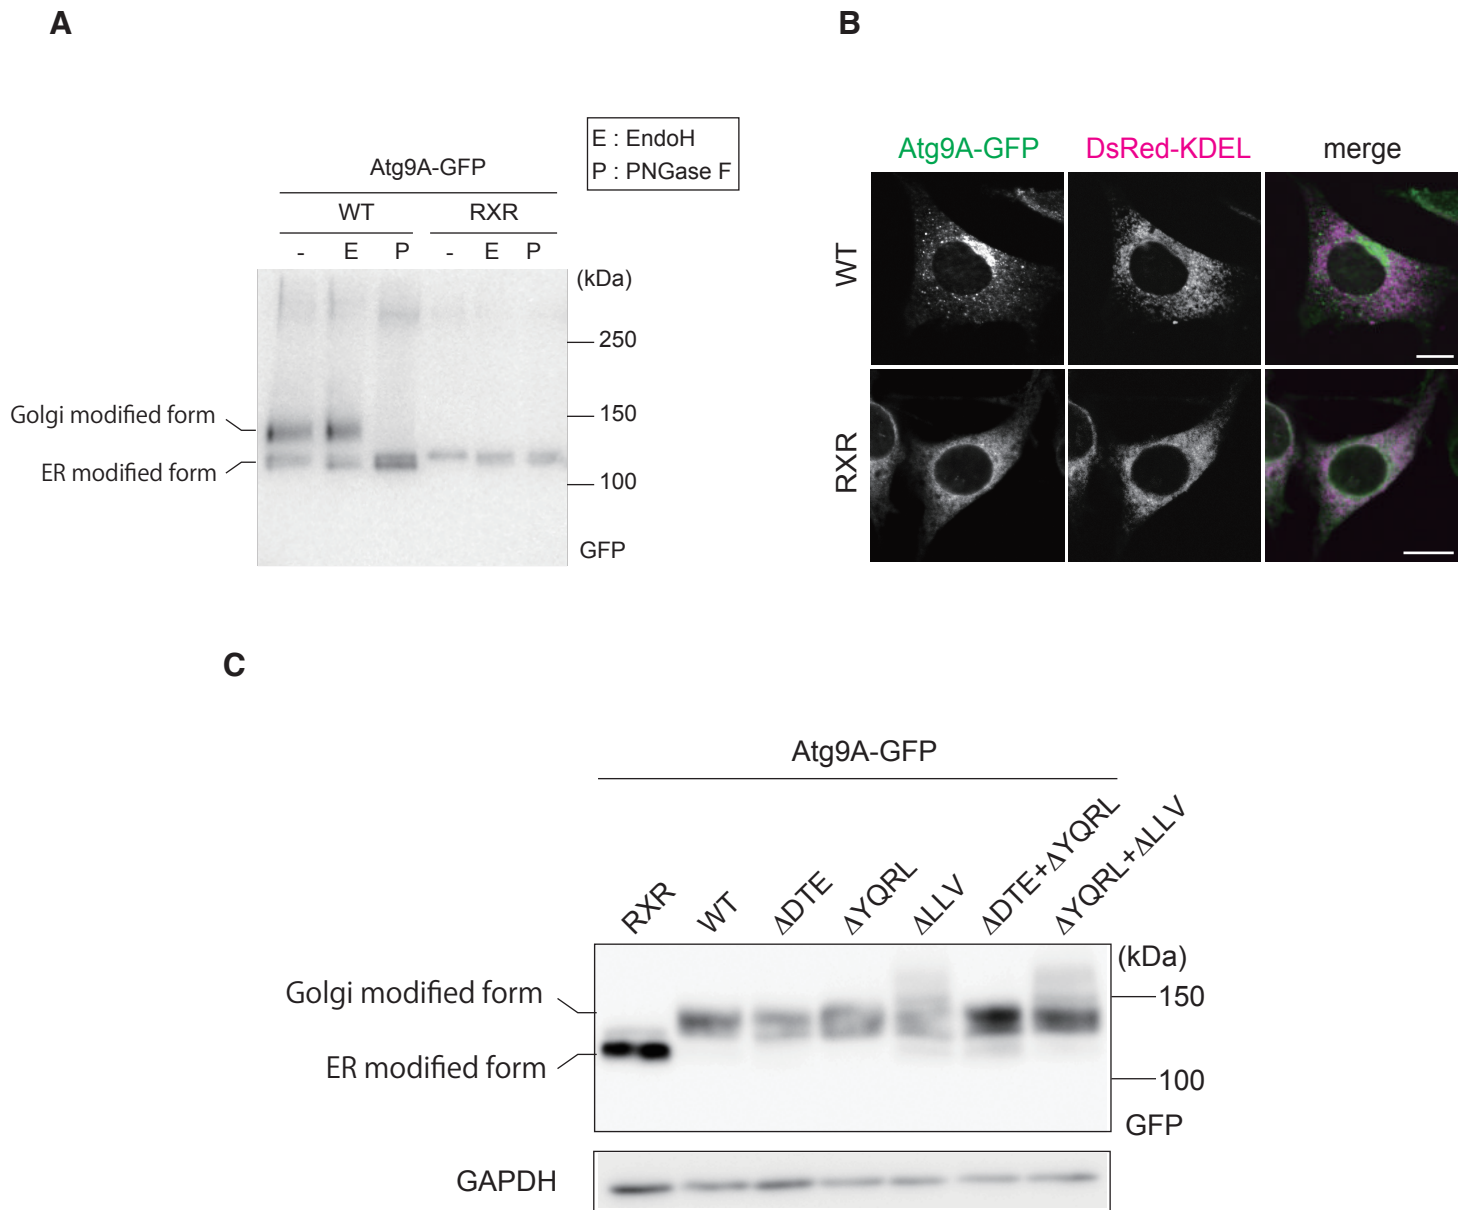 A
B
E : EndoH
P : PNGase F
Atg9A-GFP
WT
RXR
- E P - E P
(kDa)
250
150
100
GFP
Golgi modified form
ER modified form
Atg9A-GFP
DsRed-KDEL
merge
WT
RXR
C
Atg9A-GFP
RXR
WT
ΔDTE
ΔYQRL
ΔLLV
ΔDTE+ΔYQRL
ΔYQRL+ΔLLV
(kDa)
150
100
GFP
Golgi modified form
ER modified form
GAPDH